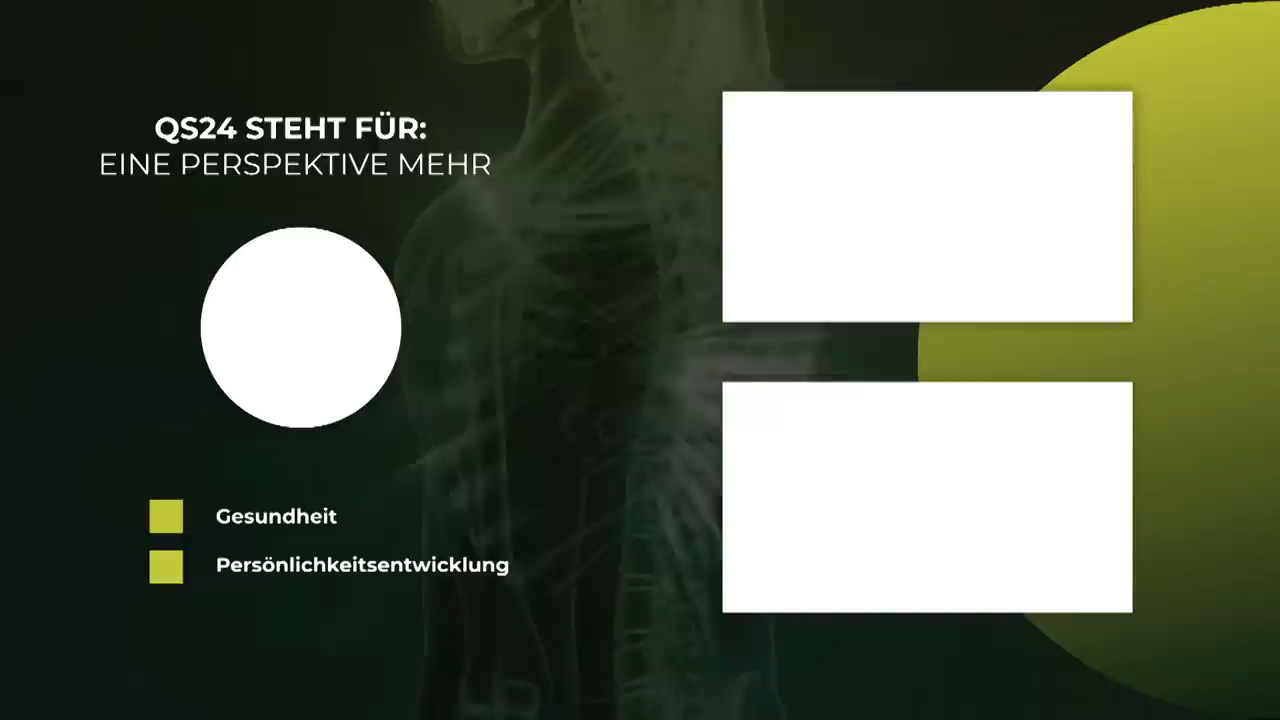 QS24 STEHT FÜR:
EINE PERSPEKTIVE MEHR
Gesundheit
Persönlichkeitsentwicklung